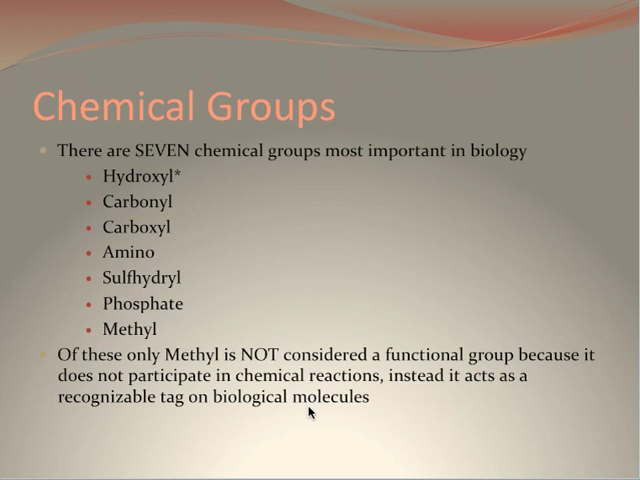 Chemical Groups
There are SEVEN chemical groups most important in biology
Hydroxyl*
Carbonyl
Carboxyl
Amino
Sulfhydryl
Phosphate
Methyl
Of these only Methyl is NOT considered a functional group because it
does not participate in chemical reactions, instead it acts as a
recognizable tag on biological molecules